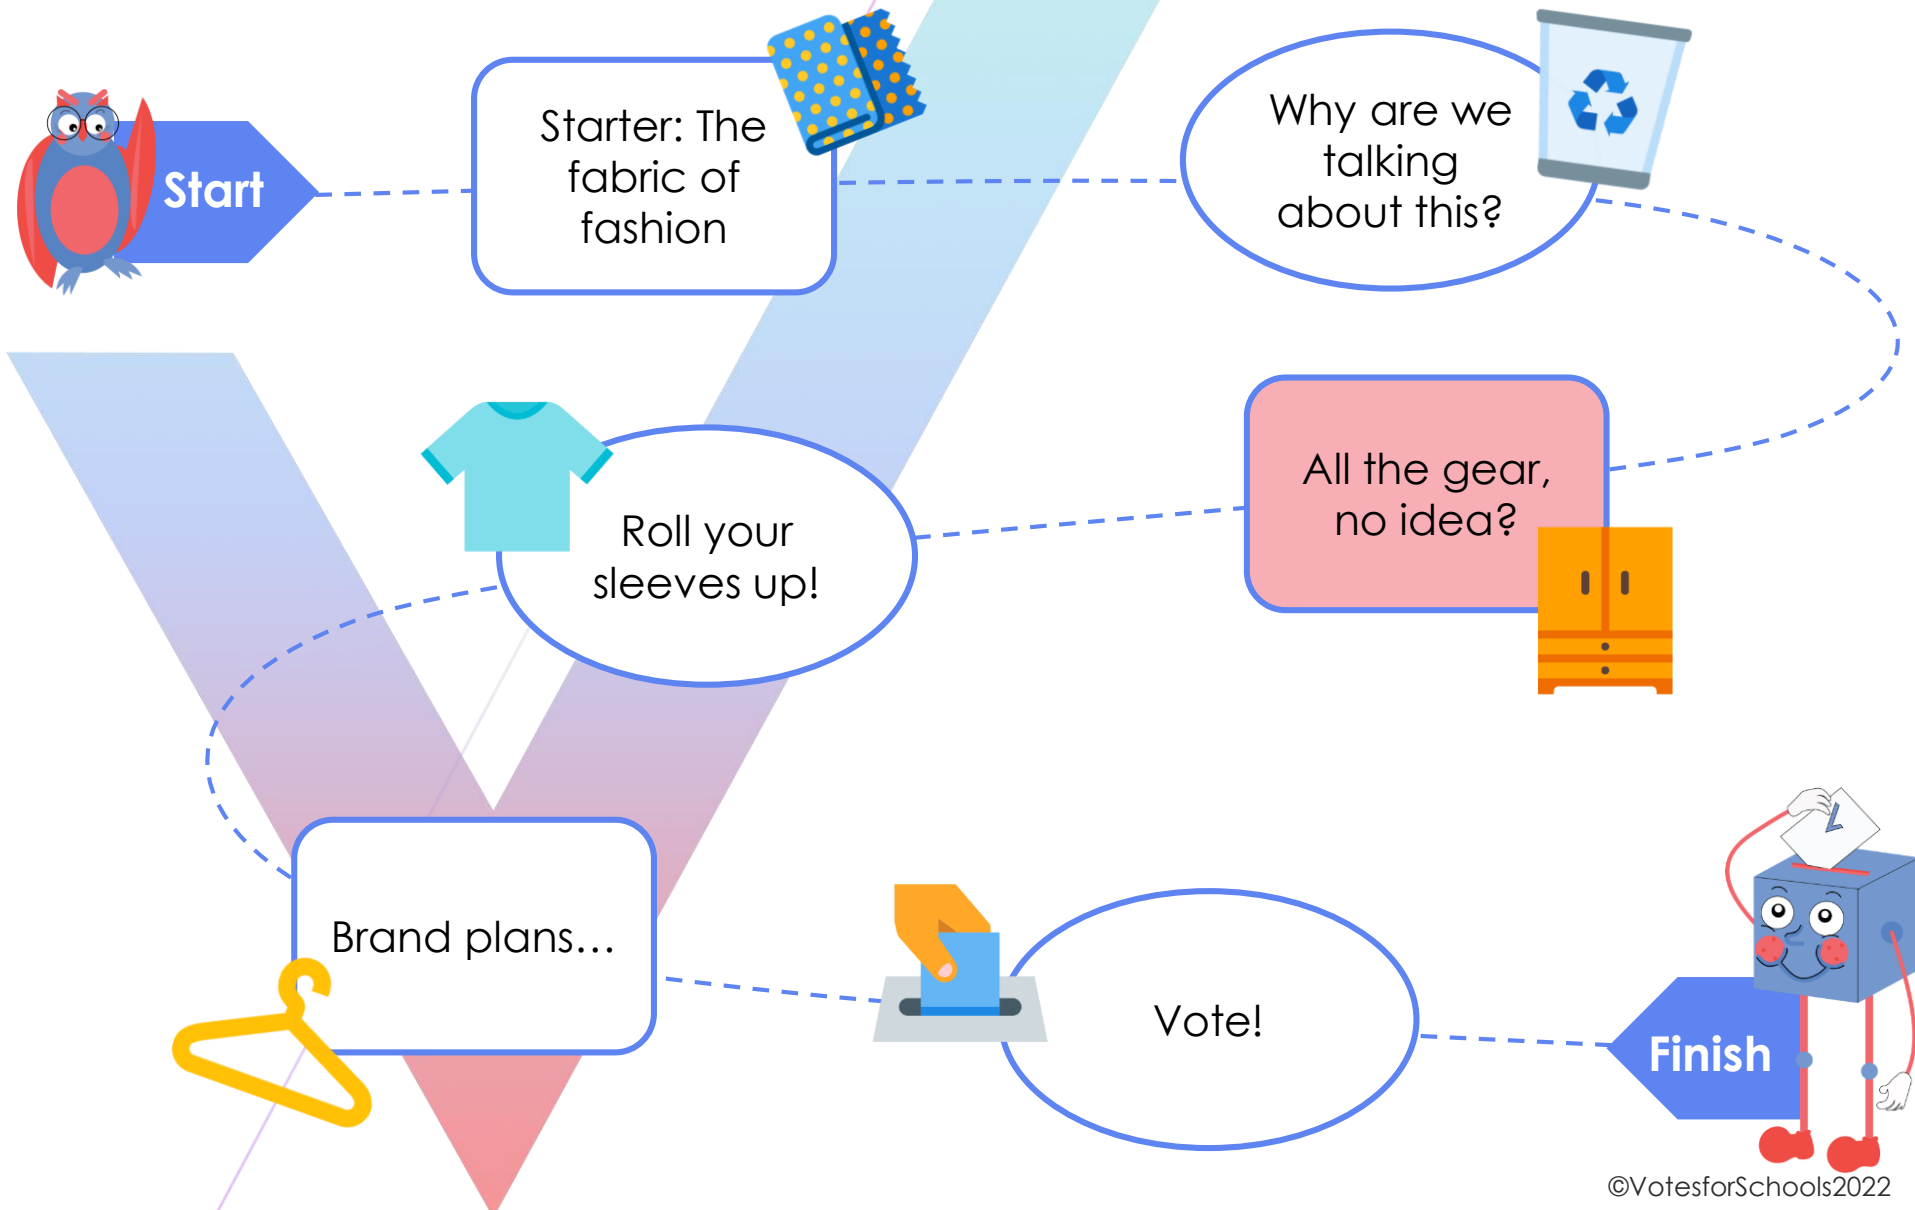 Start
Starter: The
fabric of
fashion
Why are we
talking
about this?
All the gear,
no idea?
Roll your
sleeves up!
Brand plans...
Vote!
Finish
©VotesforSchools2022